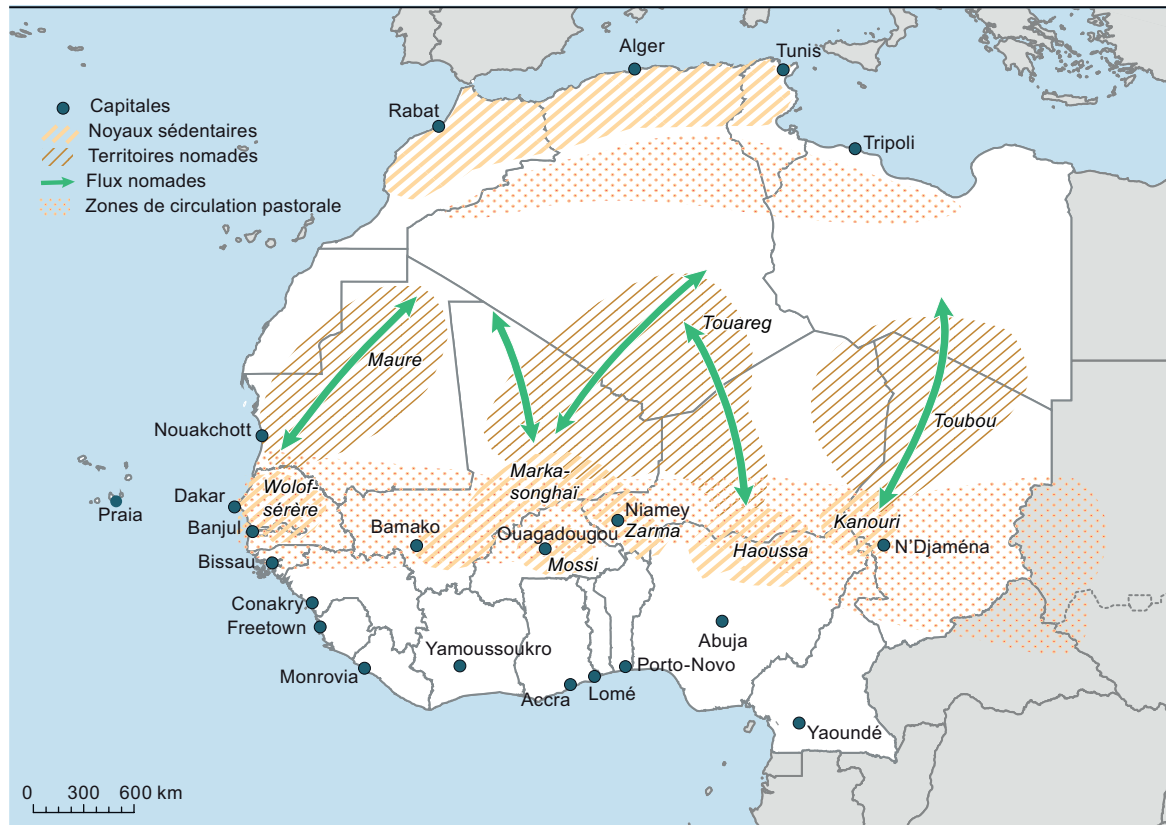 Alger
Tunis
Capitales
Rabat
Noyaux sédentaires
Tripoli
Territoires nomades
Flux nomades
Zones de circulation pastorale
Touareg
Maure
Toubou
Nouakchott
Marka-
songhaï
Wolof-
sérère
Dakar
Praia
Niamey
Kanouri
Banjul
Zarma
Bamako
Ouagadougou
N'Djaména
Haoussa
Bissau
Mossi
Conakry
Freetown
Abuja
Yamoussoukro
Porto-Novo
Monrovia
Lomé
Accra
Yaoundé
0 300 600 km